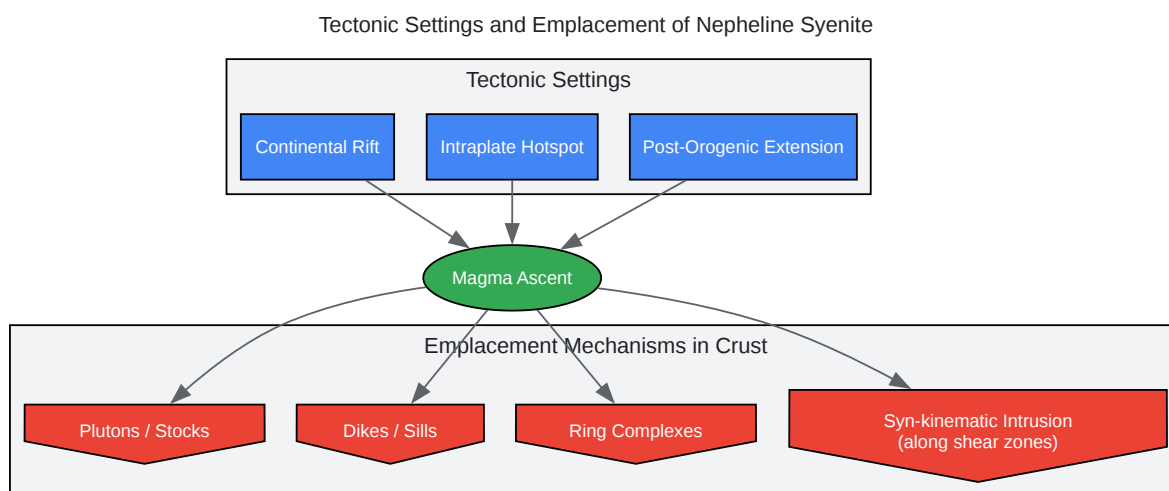 Tectonic Settings and Emplacement of Nepheline Syenite
Tectonic Settings
Continental Rift
Intraplate Hotspot
Post-Orogenic Extension
Magma Ascent
Emplacement Mechanisms in Crust
Plutons / Stocks
Dikes / Sills
Ring Complexes
Syn-kinematic Intrusion
(along shear zones)